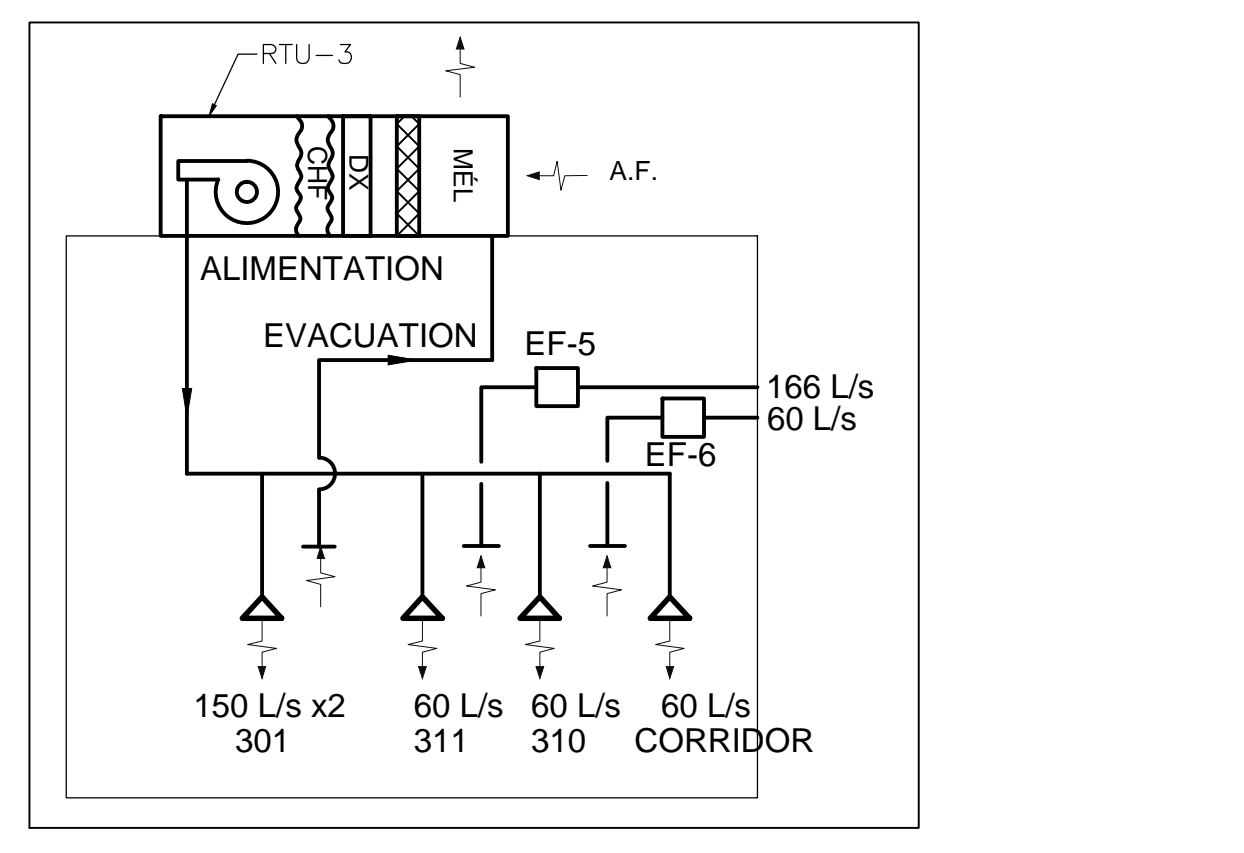 RTU-3
CHF
DX
MÉL
A.F.
ALIMENTATION
EVACUATION
EF-5
166 L/s
60 L/s
EF-6
150 L/s x2
301
60 L/s
311
60 L/s
310
60 L/s
CORRIDOR